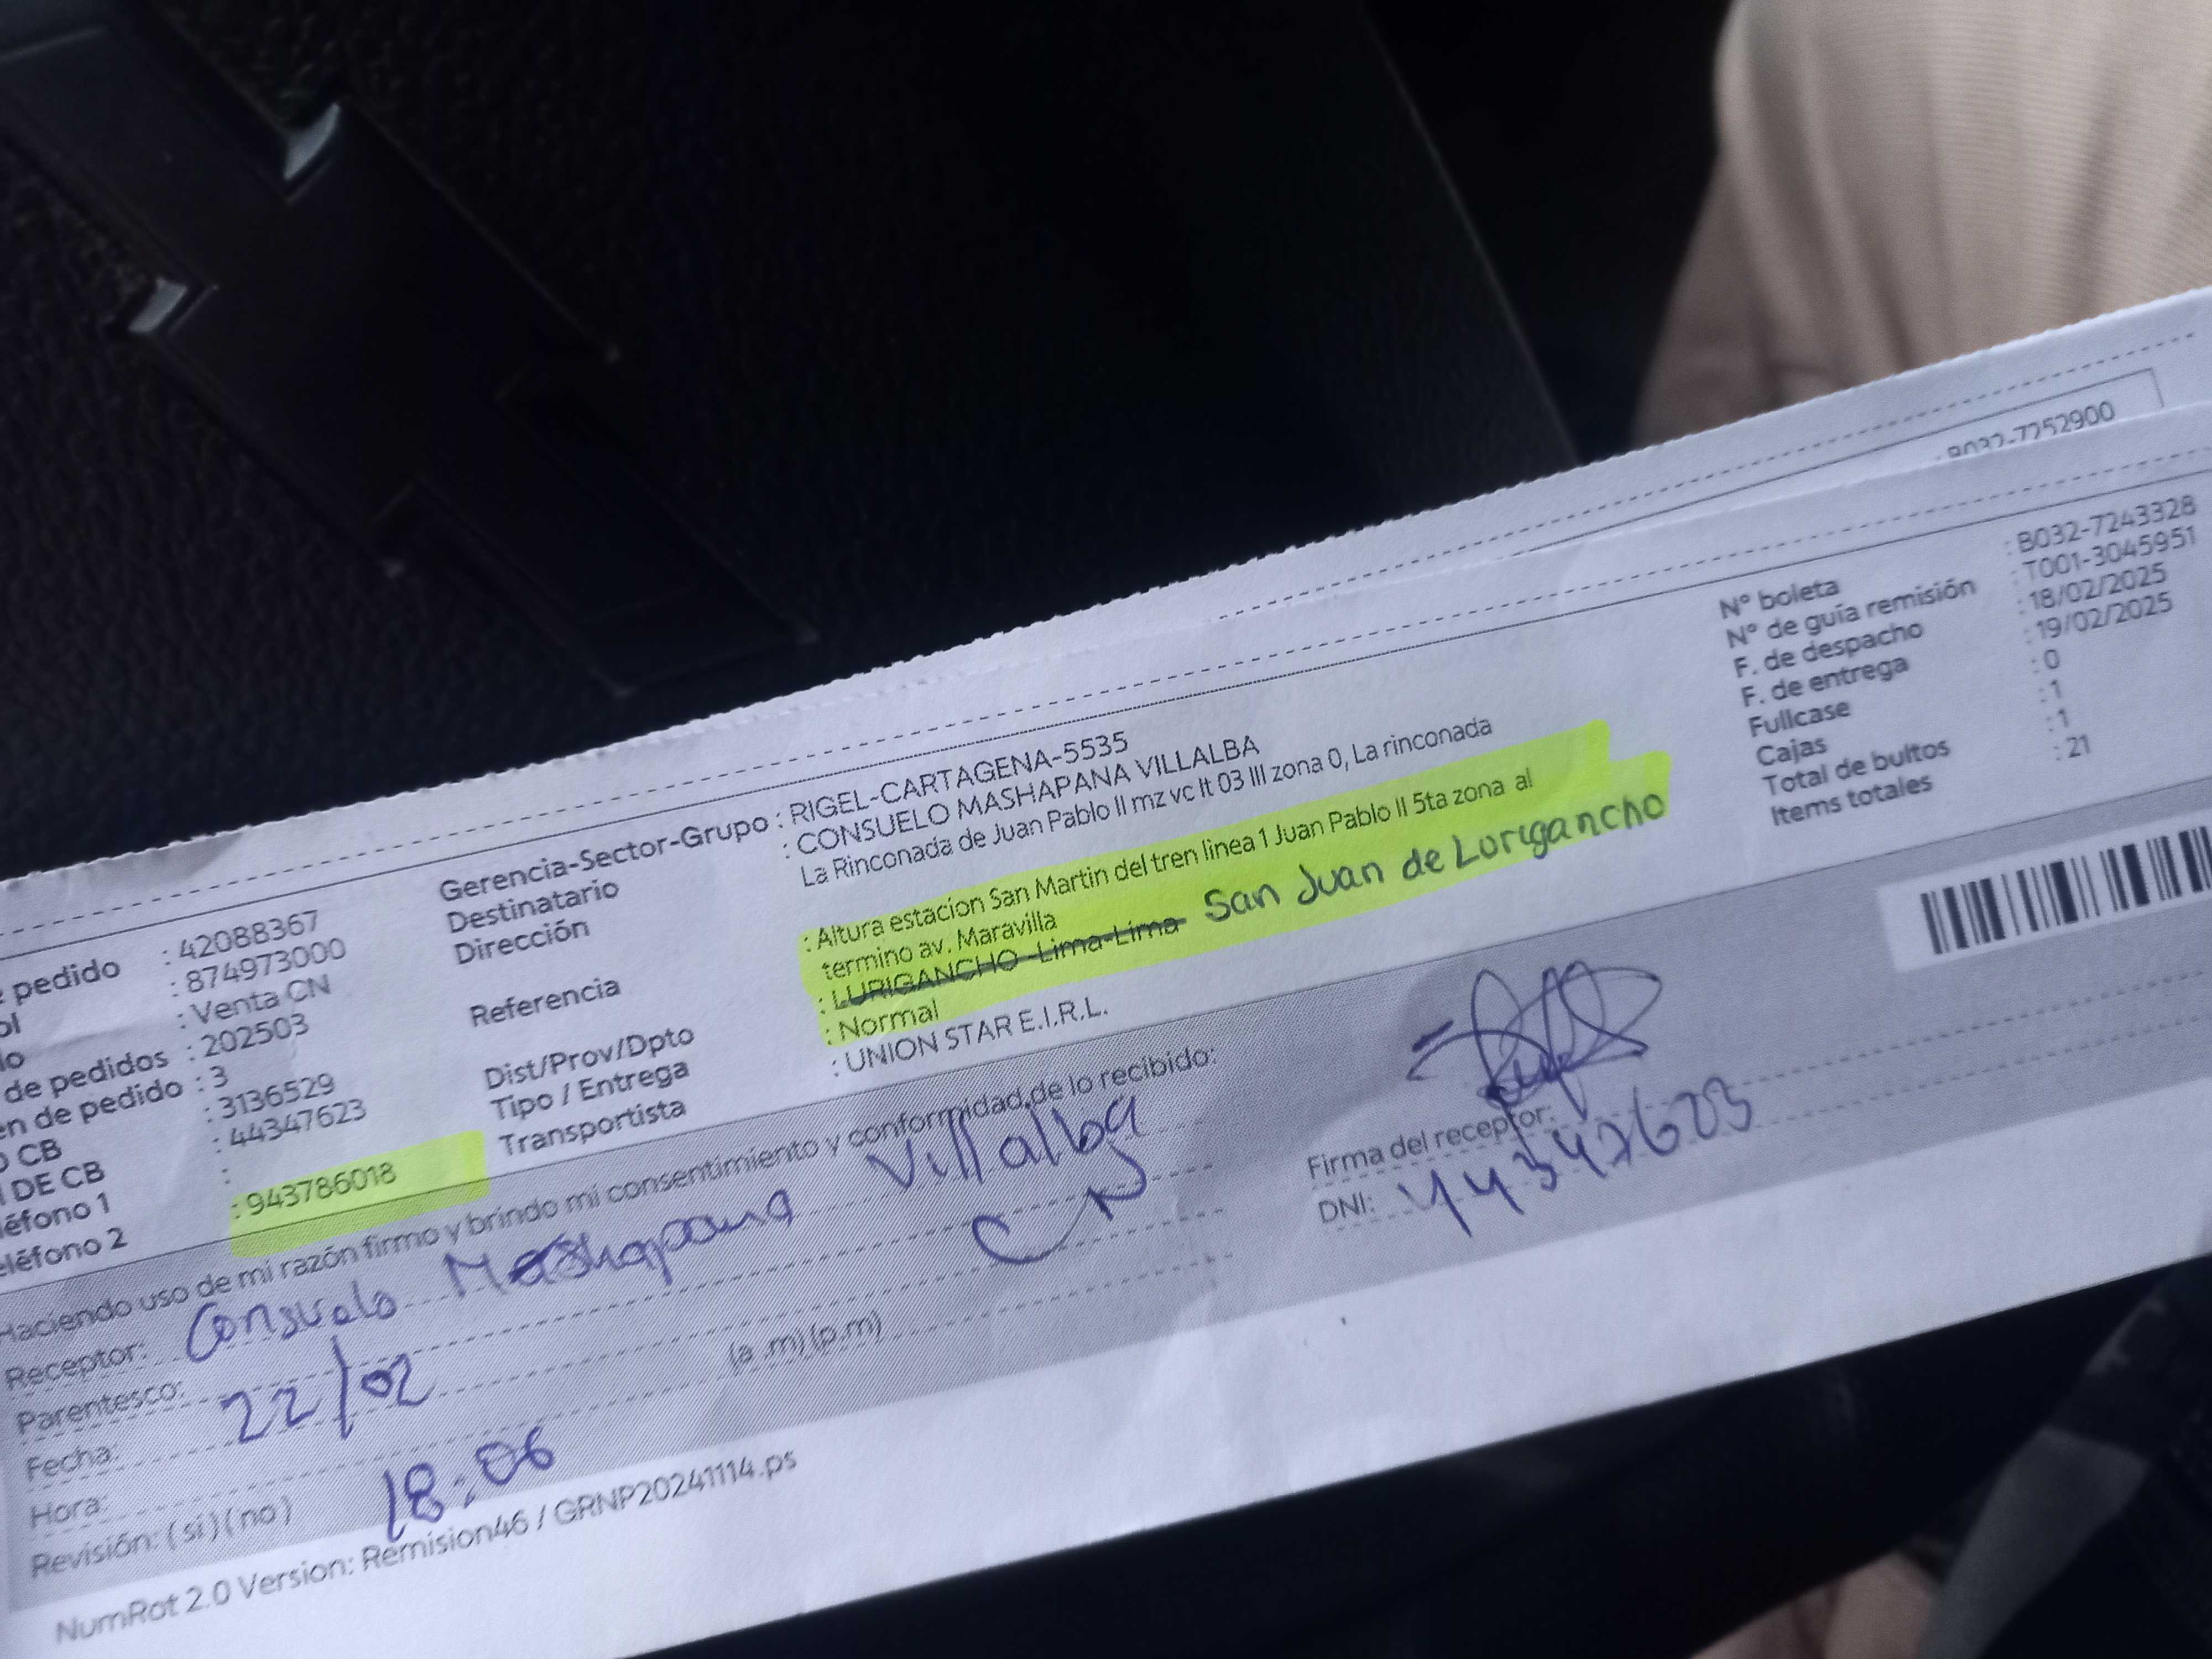 B032-7252900
pedido : 42088367
: 874973000
: Venta CN
de pedidos : 202503
en de pedido : 3
CB : 3136529
DE CB : 44347623
eléfono 1 :
eléfono 2 : 943786018
Gerencia-Sector-Grupo : RIGEL-CARTAGENA-5535
Destinatario : CONSUELO MASHAPANA VILLALBA
Dirección La Rinconada de Juan Pablo II mz vc lt 03 III zona 0, La rinconada
Referencia : Altura estacion San Martin del tren linea 1 Juan Pablo II 5ta zona al
termino av. Maravilla
Dist/Prov/Dpto : LURIGANCHO -Lima-Lima San Juan de Lorigancho
Tipo / Entrega : Normal
Transportista : UNION STAR E.I.R.L.
Nº boleta : B032-7243328
Nº de guía remisión : T001-3045951
F. de despacho : 18/02/2025
F. de entrega : 19/02/2025
Fullcase : 0
Cajas : 1
Total de bultos : 1
Items totales : 21
Haciendo uso de mi razón firmo y brindo mi consentimiento y conformidad de lo recibido:
Receptor: Consuelo Mashapana Villalba
Parentesco:
Fecha: 22/02
Hora: 18:06 (a .m) (p.m)
Revisión: ( si ) ( no )
Firma del receptor:
DNI: 44347623
NumRot 2.0 Version: Remision46 / GRNP20241114.ps